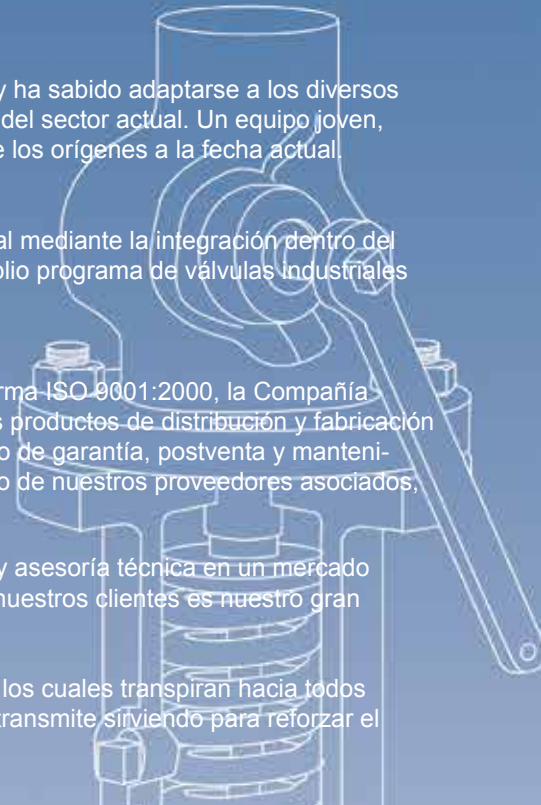 y ha sabido adaptarse a los diversos
del sector actual. Un equipo joven,
los orígenes a la fecha actual.
mediante la integración dentro del
programa de válvulas industriales
ISO 9001:2000, la Compañía
productos de distribución y fabricación
de garantía, postventa y manteni-
de nuestros proveedores asociados,
y asesoría técnica en un mercado
nuestros clientes es nuestro gran
los cuales transpiran hacia todos
transmite sirviendo para reforzar el